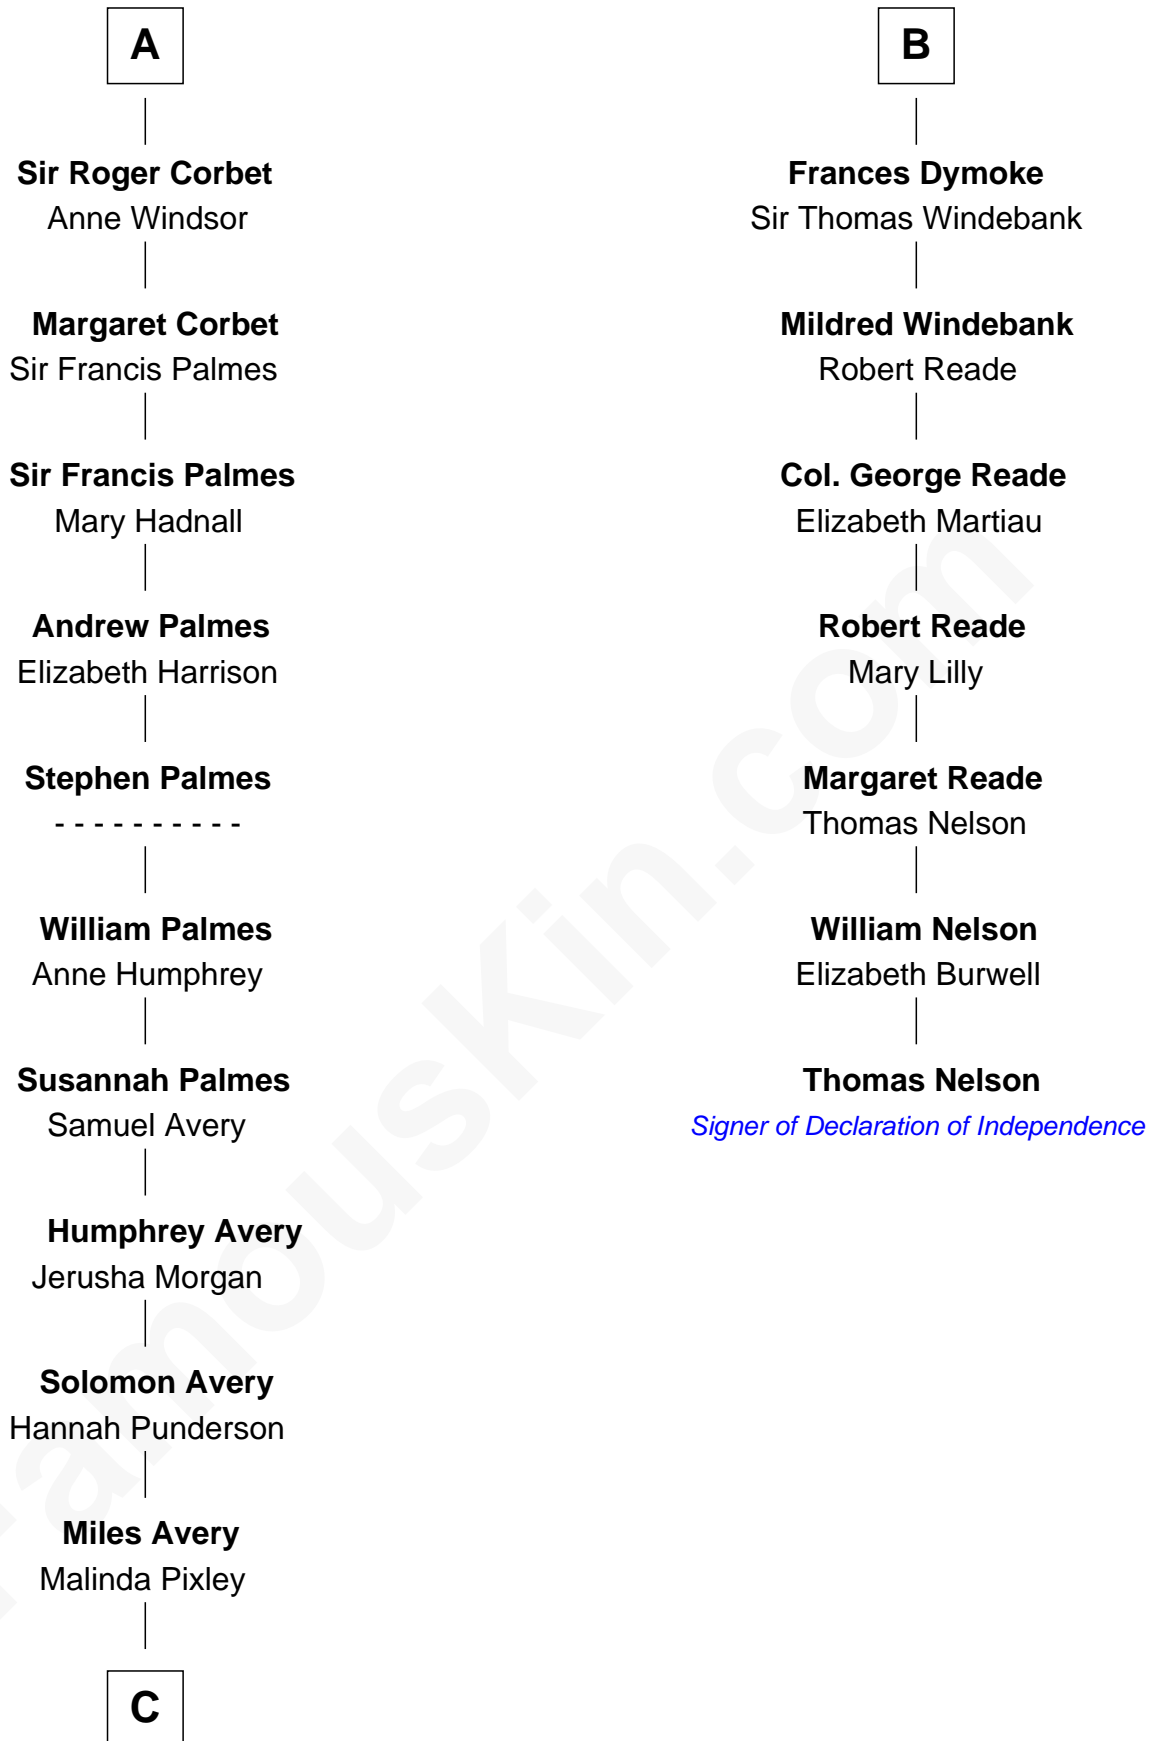 A
Sir Roger Corbet
Anne Windsor
Margaret Corbet
Sir Francis Palmes
Sir Francis Palmes
Mary Hadnall
Andrew Palmes
Elizabeth Harrison
Stephen Palmes
- - - - - - - - - -
William Palmes
Anne Humphrey
Susannah Palmes
Samuel Avery
Humphrey Avery
Jerusha Morgan
Solomon Avery
Hannah Punderson
Miles Avery
Malinda Pixley
C
B
Frances Dymoke
Sir Thomas Windebank
Mildred Windebank
Robert Reade
Col. George Reade
Elizabeth Martiau
Robert Reade
Mary Lilly
Margaret Reade
Thomas Nelson
William Nelson
Elizabeth Burwell
Thomas Nelson
Signer of Declaration of Independence
FamousKin.com